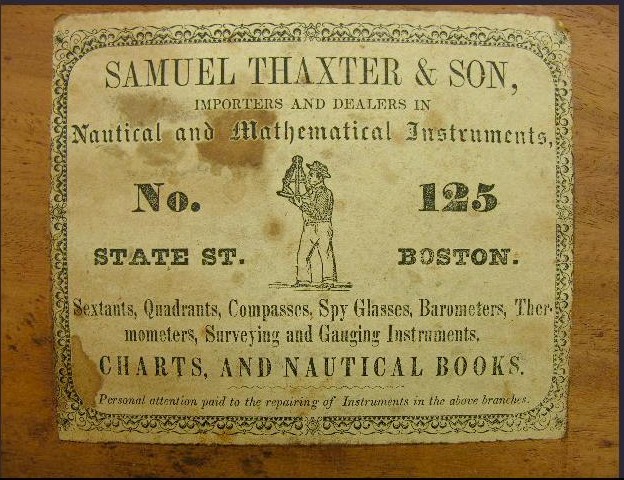 SAMUEL THAXTER & SON,
IMPORTERS AND DEALERS IN
Nautical and Mathematical Instruments,
No. 125
STATE ST. BOSTON.
Sextants, Quadrants, Compasses, Spy Glasses, Barometers, Ther-
mometers, Surveying and Gauging Instruments,
CHARTS, AND NAUTICAL BOOKS.
Personal attention paid to the repairing of Instruments in the above branches.